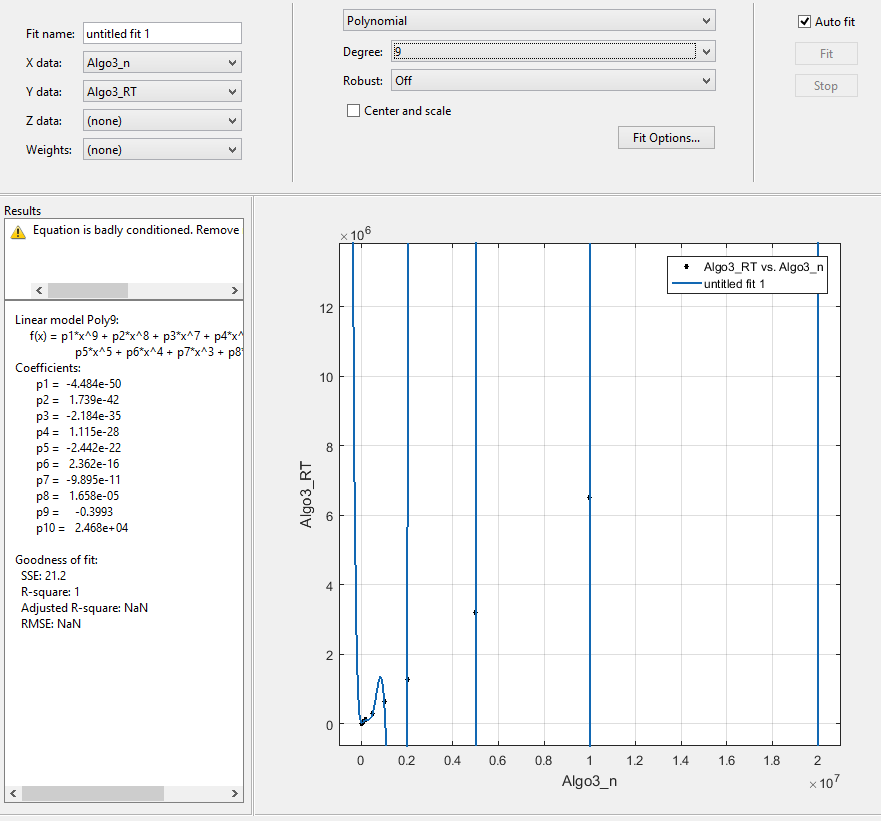 Fit name: untitled fit 1
X data: Algo3_n
Y data: Algo3_RT
Z data: (none)
Weights: (none)
Polynomial
Degree: 9
Robust: Off
Center and scale
Fit Options...
Auto fit
Fit
Stop
Results
Equation is badly conditioned. Remove
Linear model Poly9:
f(x) = p1*x^9 + p2*x^8 + p3*x^7 + p4*x^
p5*x^5 + p6*x^4 + p7*x^3 + p8*
Coefficients:
p1 = -4.484e-50
p2 = 1.739e-42
p3 = -2.184e-35
p4 = 1.115e-28
p5 = -2.442e-22
p6 = 2.362e-16
p7 = -9.895e-11
p8 = 1.658e-05
p9 = -0.3993
p10 = 2.468e+04
Goodness of fit:
SSE: 21.2
R-square: 1
Adjusted R-square: NaN
RMSE: NaN
×10^6
Algo3_RT vs. Algo3_n
untitled fit 1
12
10
8
6
4
2
0
Algo3_RT
0 0.2 0.4 0.6 0.8 1 1.2 1.4 1.6 1.8 2
Algo3_n
×10^7